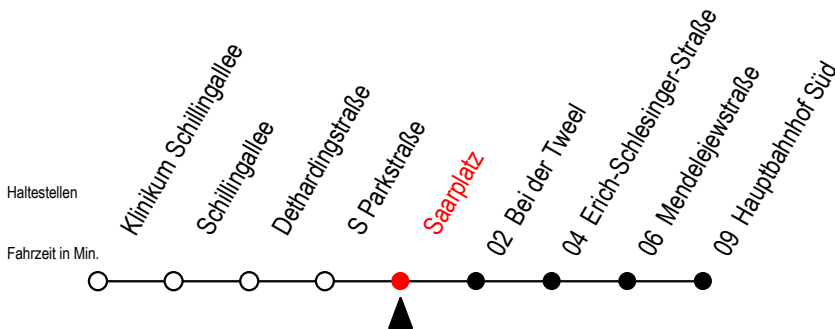 Haltestellen
Fahrzeit in Min.
Klinikum Schillingallee
Schillingallee
Dethardingstraße
S Parkstraße
Saarplatz
02 Bei der Tweel
04 Erich-Schlesinger-Straße
06 Mendelejewstraße
09 Hauptbahnhof Süd